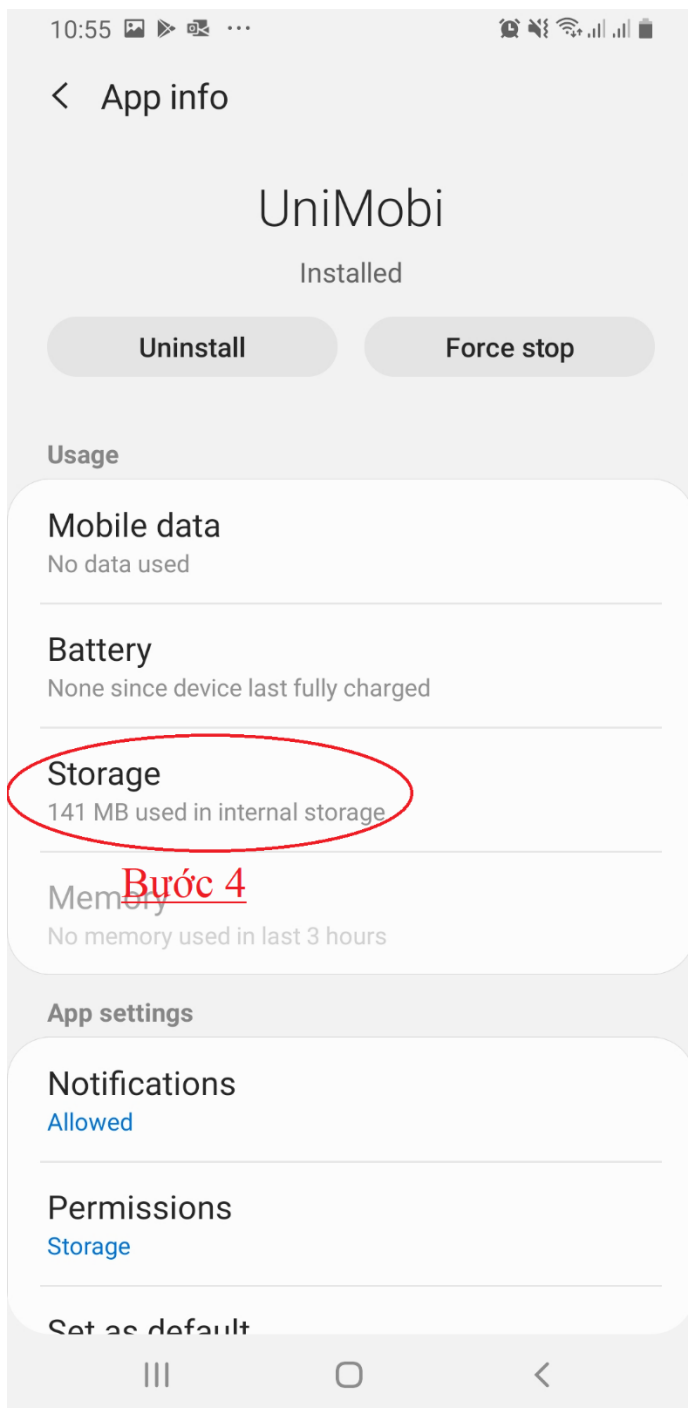 10:55
App info
UniMobi
Installed
Uninstall Force stop
Usage
Mobile data
No data used
Battery
None since device last fully charged
Storage
141 MB used in internal storage
Bước 4
Memory
No memory used in last 3 hours
App settings
Notifications
Allowed
Permissions
Storage
Set as default